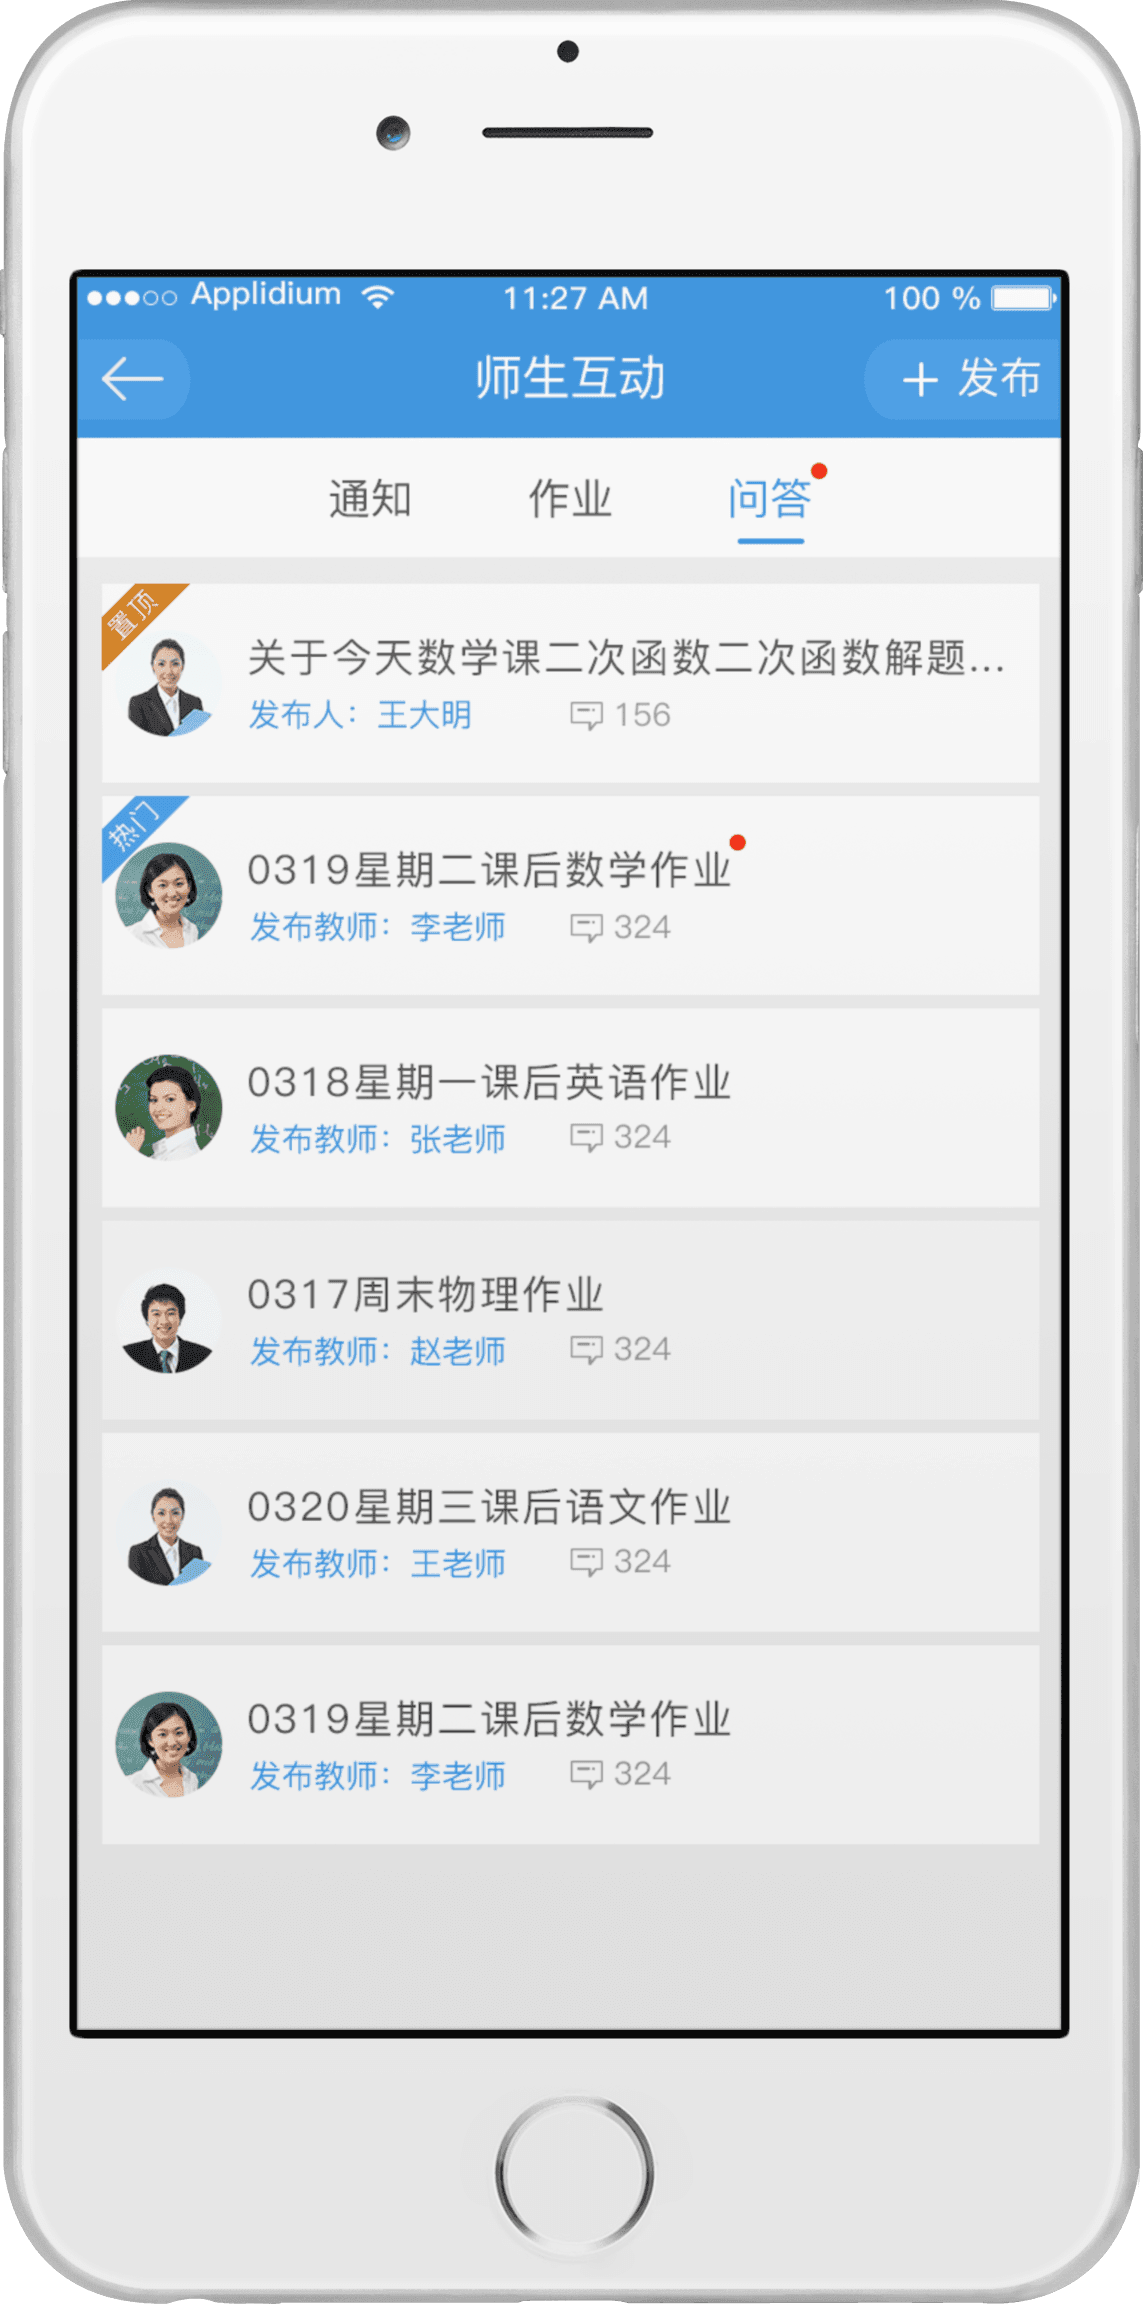 Applidium 11:27 AM 100 %
师生互动 + 发布
通知 作业 问答
置顶
关于今天数学课二次函数二次函数解题...
发布人：王大明 156
热门
0319星期二课后数学作业
发布教师：李老师 324
0318星期一课后英语作业
发布教师：张老师 324
0317周末物理作业
发布教师：赵老师 324
0320星期三课后语文作业
发布教师：王老师 324
0319星期二课后数学作业
发布教师：李老师 324